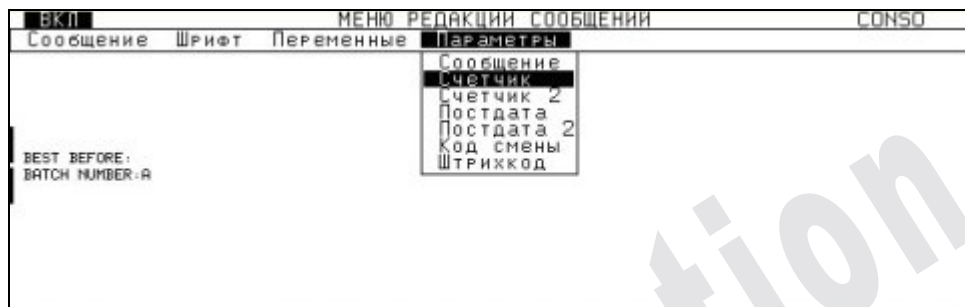 ВКЛ МЕНЮ РЕДАКЦИИ СООБЩЕНИИ CONSO
Сообщение Шрифт Переменные Параметры
Сообщение
Счетчик
Счетчик 2
Постдата
Постдата 2
Код смены
Штрихкод
BEST BEFORE:
BATCH NUMBER:A